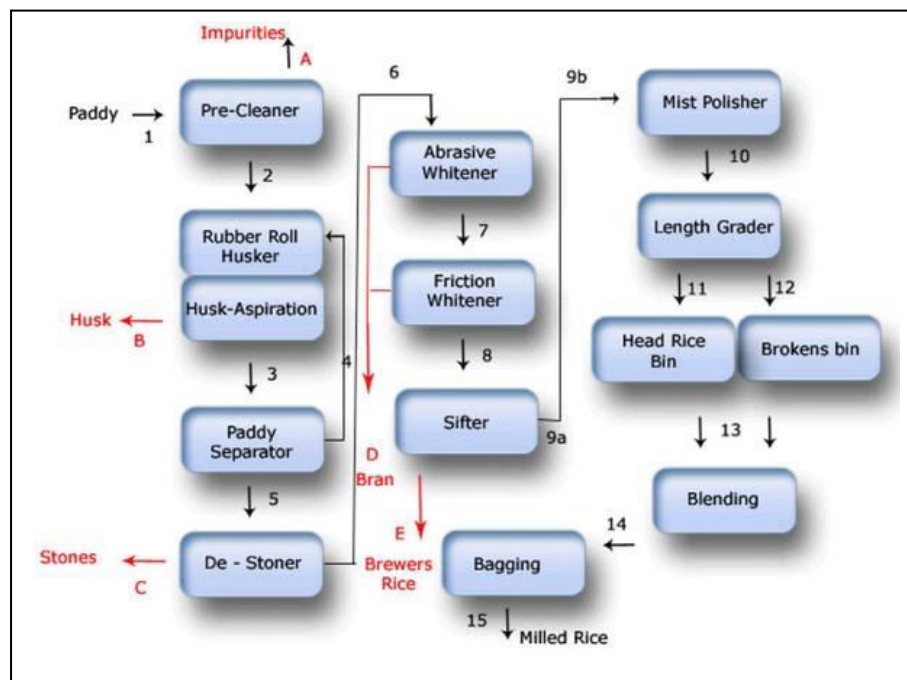 Impurities
A
Paddy
1
Pre-Cleaner
2
Rubber Roll
Husker
Husk-Aspiration
Husk
B
3
4
Paddy
Separator
5
Stones
C
De - Stoner
6
Abrasive
Whitener
7
Friction
Whitener
8
D
Bran
Sifter
9a
E
Brewers
Rice
9b
Mist Polisher
10
Length Grader
11
12
Head Rice
Bin
Brokens bin
13
Blending
14
Bagging
15
Milled Rice